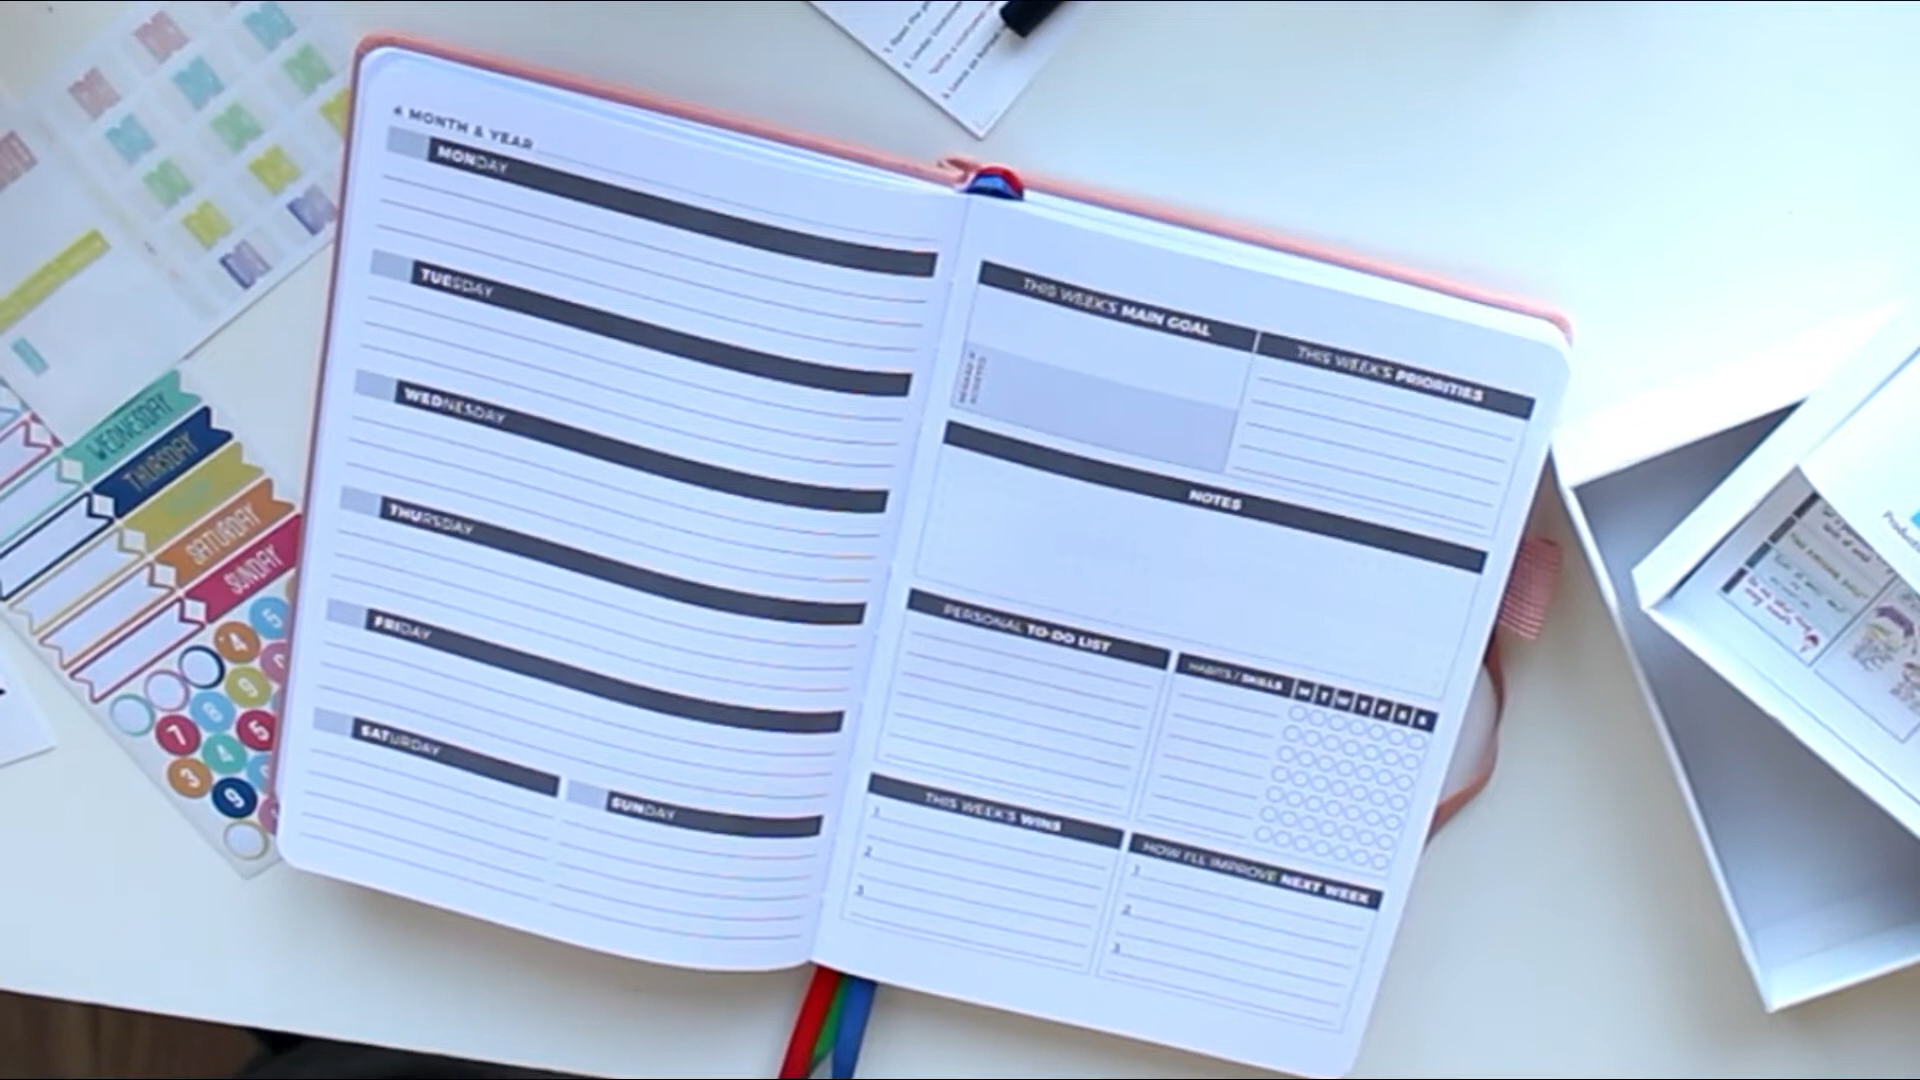 & MONTH & YEAR
MONDAY
TUESDAY
WEDNESDAY
THURSDAY
FRIDAY
SATURDAY
SUNDAY
THIS WEEK'S MAIN GOAL
THIS WEEK'S PRIORITIES
NOTES
PERSONAL TO-DO LIST
HABITS / SKILLS M T W T F S S
THIS WEEK'S WINS
1.
2.
3.
HOW I'LL IMPROVE NEXT WEEK
1.
2.
3.
WEDNESDAY
THURSDAY
SATURDAY
SUNDAY
5
4
9
6
7
5
4
3
9